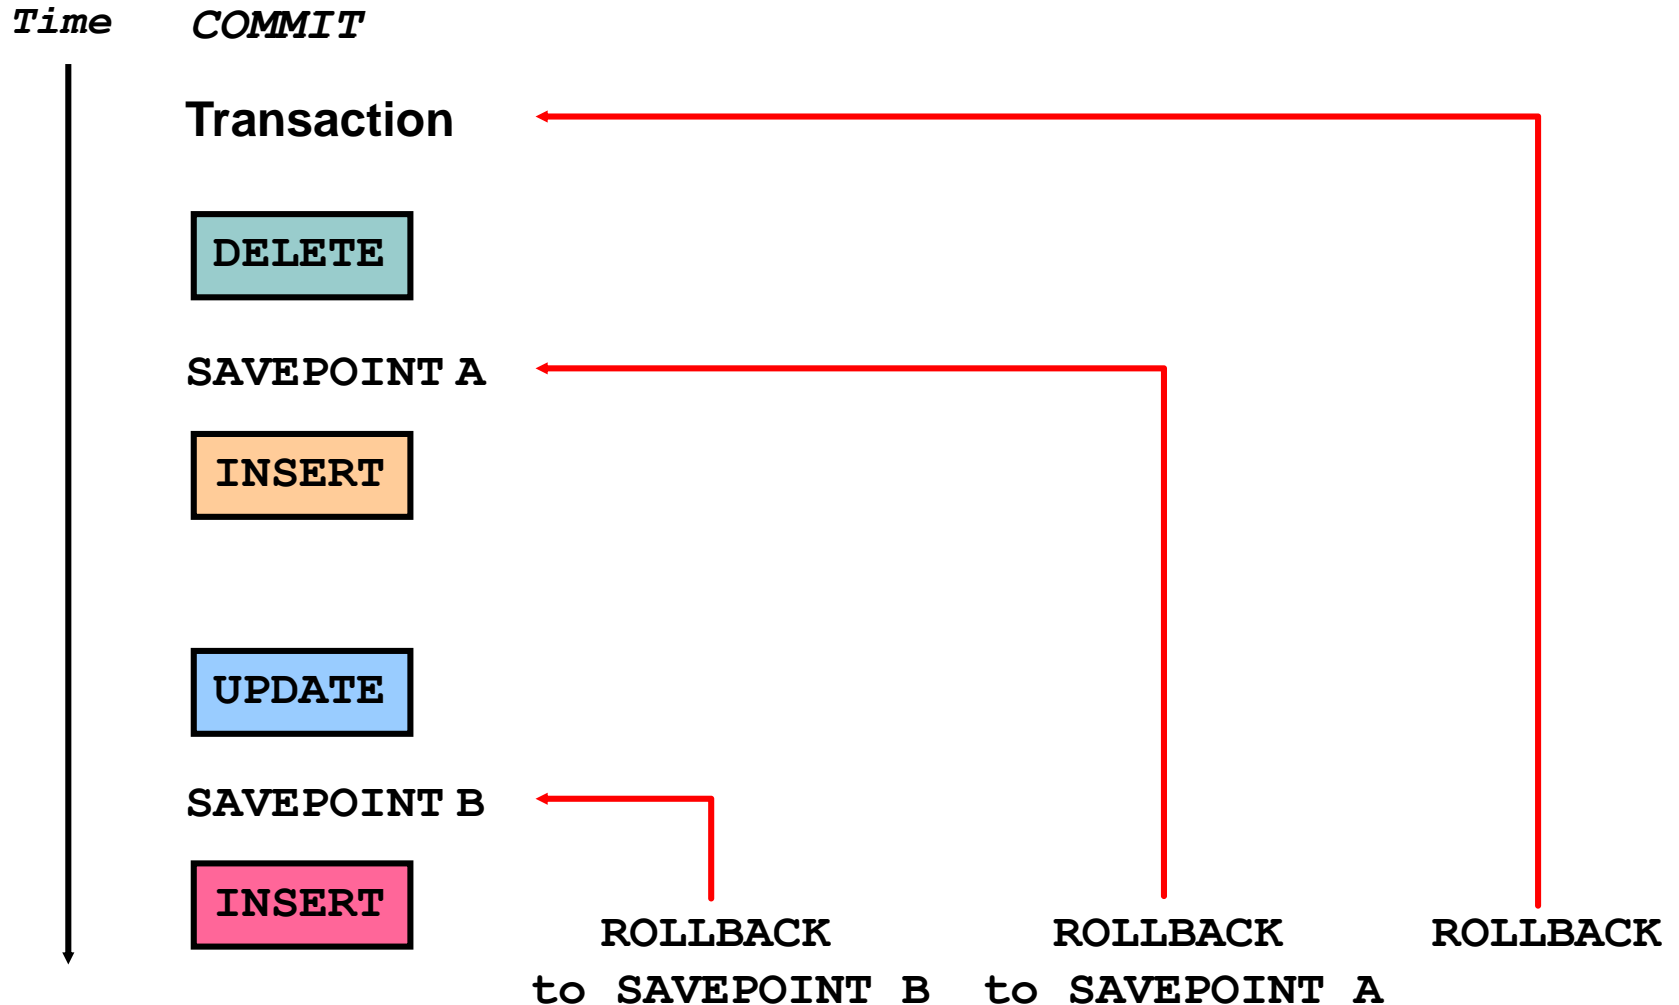 Time COMMIT
Transaction
DELETE
SAVEPOINT A
INSERT
UPDATE
SAVEPOINT B
INSERT
ROLLBACK
to SAVEPOINT B
ROLLBACK
to SAVEPOINT A
ROLLBACK